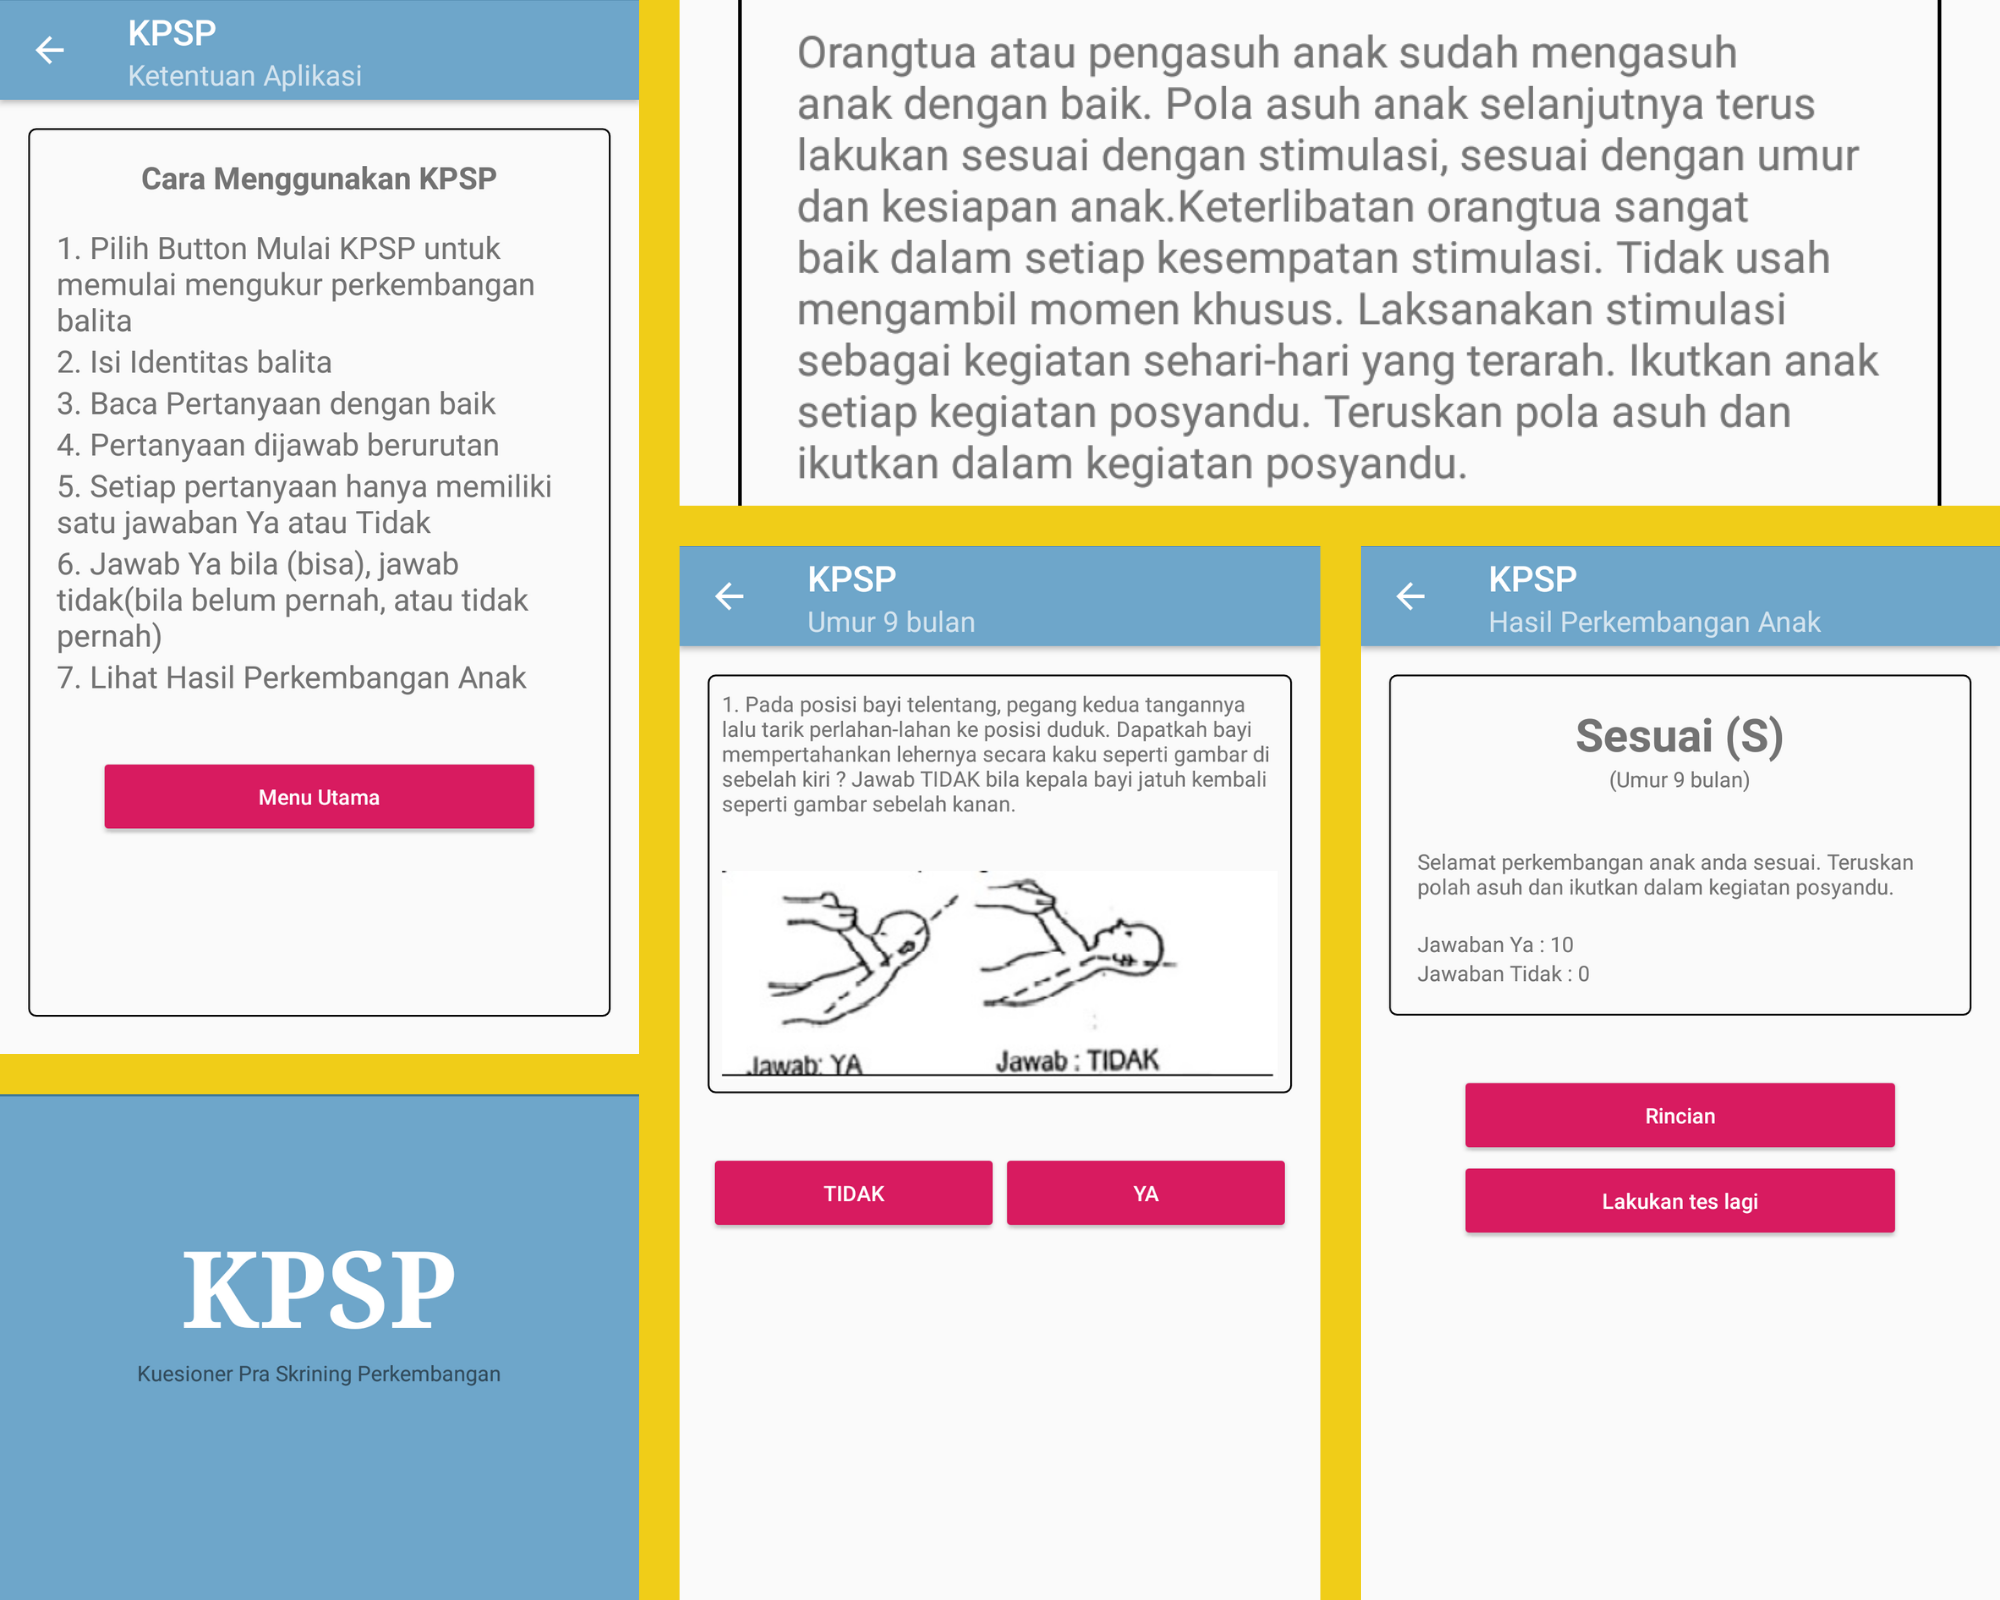 KPSP
Ketentuan Aplikasi
Cara Menggunakan KPSP
1. Pilih Button Mulai KPSP untuk
memulai mengukur perkembangan
balita
2. Isi Identitas balita
3. Baca Pertanyaan dengan baik
4. Pertanyaan dijawab berurutan
5. Setiap pertanyaan hanya memiliki
satu jawaban Ya atau Tidak
6. Jawab Ya bila (bisa), jawab
tidak(bila belum pernah, atau tidak
pernah)
7. Lihat Hasil Perkembangan Anak
Menu Utama
KPSP
Kuesioner Pra Skrining Perkembangan
Orangtua atau pengasuh anak sudah mengasuh
anak dengan baik. Pola asuh anak selanjutnya terus
lakukan sesuai dengan stimulasi, sesuai dengan umur
dan kesiapan anak.Keterlibatan orangtua sangat
baik dalam setiap kesempatan stimulasi. Tidak usah
mengambil momen khusus. Laksanakan stimulasi
sebagai kegiatan sehari-hari yang terarah. Ikutkan anak
setiap kegiatan posyandu. Teruskan pola asuh dan
ikutkan dalam kegiatan posyandu.
KPSP
Umur 9 bulan
1. Pada posisi bayi telentang, pegang kedua tangannya
lalu tarik perlahan-lahan ke posisi duduk. Dapatkah bayi
mempertahankan lehernya secara kaku seperti gambar di
sebelah kiri ? Jawab TIDAK bila kepala bayi jatuh kembali
seperti gambar sebelah kanan.
Jawab: YA
Jawab : TIDAK
TIDAK
YA
KPSP
Hasil Perkembangan Anak
Sesuai (S)
(Umur 9 bulan)
Selamat perkembangan anak anda sesuai. Teruskan
polah asuh dan ikutkan dalam kegiatan posyandu.
Jawaban Ya : 10
Jawaban Tidak : 0
Rincian
Lakukan tes lagi